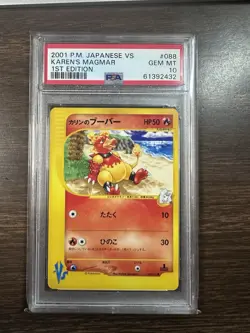 2001 P.M. JAPANESE VS #088
KAREN'S MAGMAR GEM MT
1ST EDITION 10
PSA 61392432
カリンのブーバー HP50
たたく 10
ひのこ 30
VS